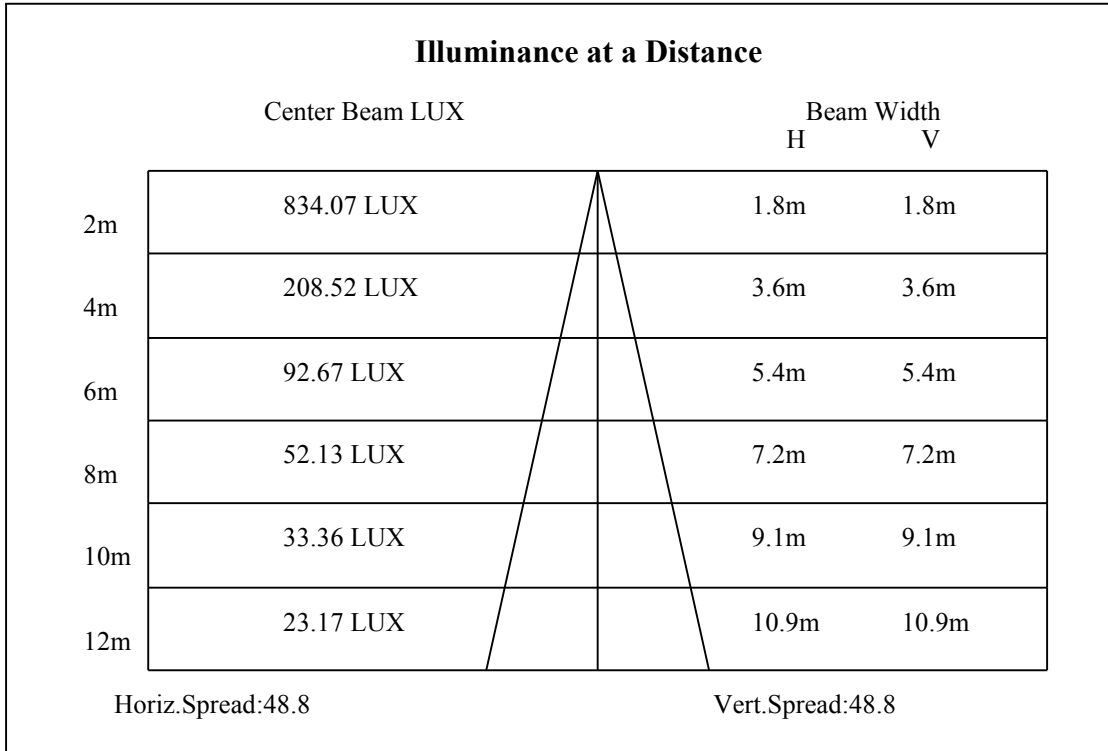 Illuminance at a Distance
Center Beam LUX Beam Width
H V
2m 834.07 LUX 1.8m 1.8m
4m 208.52 LUX 3.6m 3.6m
6m 92.67 LUX 5.4m 5.4m
8m 52.13 LUX 7.2m 7.2m
10m 33.36 LUX 9.1m 9.1m
12m 23.17 LUX 10.9m 10.9m
Horiz.Spread:48.8 Vert.Spread:48.8